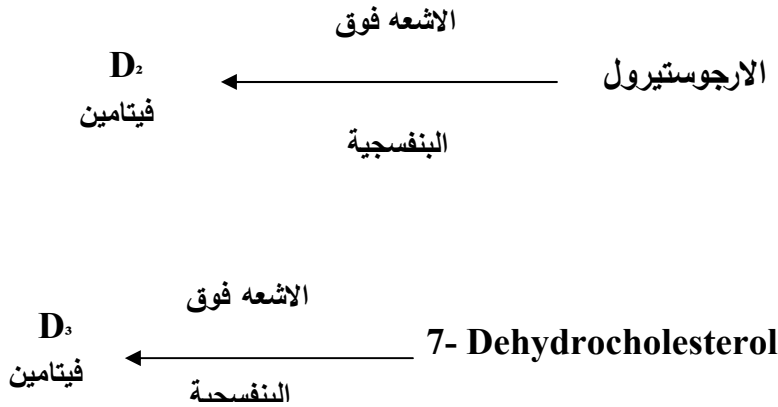 الاشعه فوق
الارجوستيرول
D₂
فيتامين
البنفسجية
الاشعه فوق
7- Dehydrocholesterol
D₃
فيتامين
البنفسجية